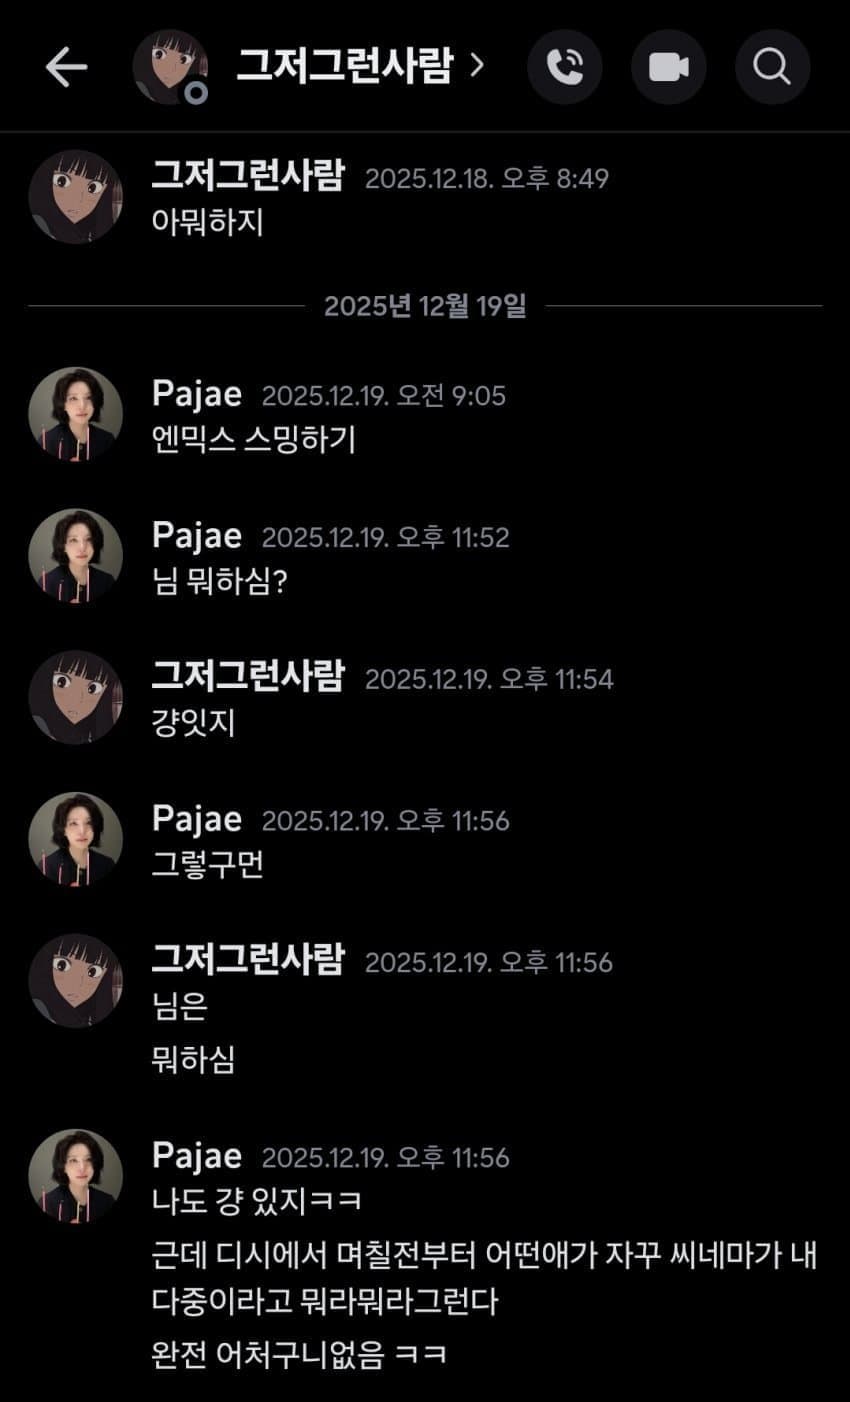 그저그런사람
그저그런사람 2025.12.18. 오후 8:49
아뭐하지
2025년 12월 19일
Pajae 2025.12.19. 오전 9:05
엔믹스 스밍하기
Pajae 2025.12.19. 오후 11:52
님 뭐하심?
그저그런사람 2025.12.19. 오후 11:54
걍잇지
Pajae 2025.12.19. 오후 11:56
그렇구먼
그저그런사람 2025.12.19. 오후 11:56
님은
뭐하심
Pajae 2025.12.19. 오후 11:56
나도 걍 있지ㅋㅋ
근데 디시에서 며칠전부터 어떤애가 자꾸 씨네마가 내
다중이라고 뭐라뭐라그런다
완전 어처구니없음 ㅋㅋ